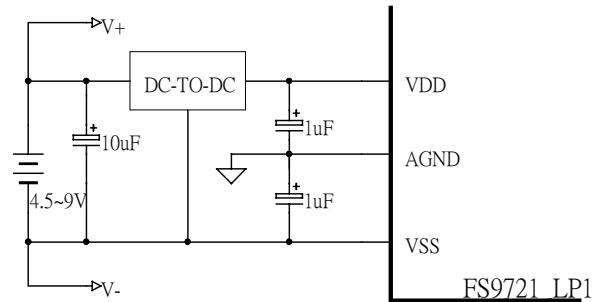 V+
DC-TO-DC
VDD
+
10uF
+
1uF
AGND
4.5~9V
+
1uF
VSS
V-
FS9721_LP1